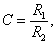 C = R₁/R₂,